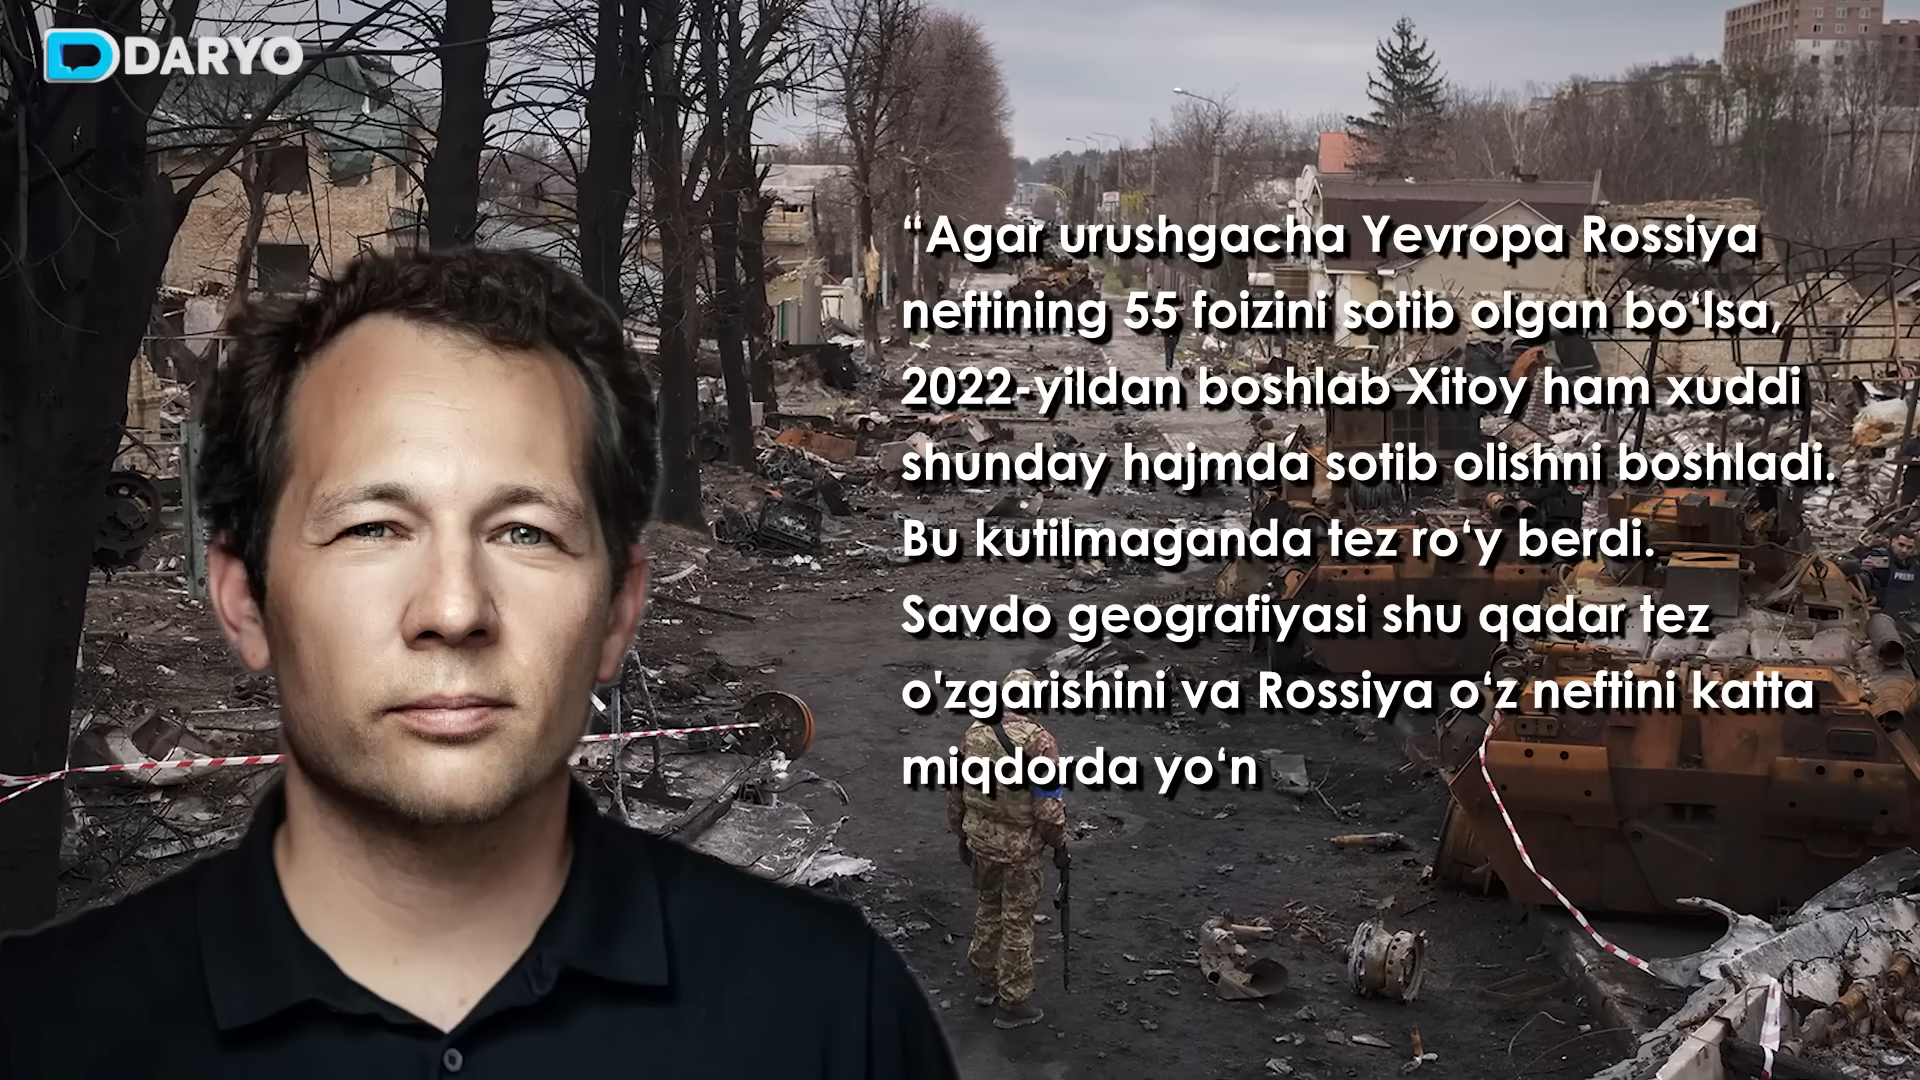 DARYO
“Agar urushgacha Yevropa Rossiya
neftining 55 foizini sotib olgan bo‘lsa,
2022-yildan boshlab Xitoy ham xuddi
shunday hajmda sotib olishni boshladi.
Bu kutilmaganda tez ro‘y berdi.
Savdo geografiyasi shu qadar tez
o'zgarishini va Rossiya o‘z neftini katta
miqdorda yo‘n
PRESS